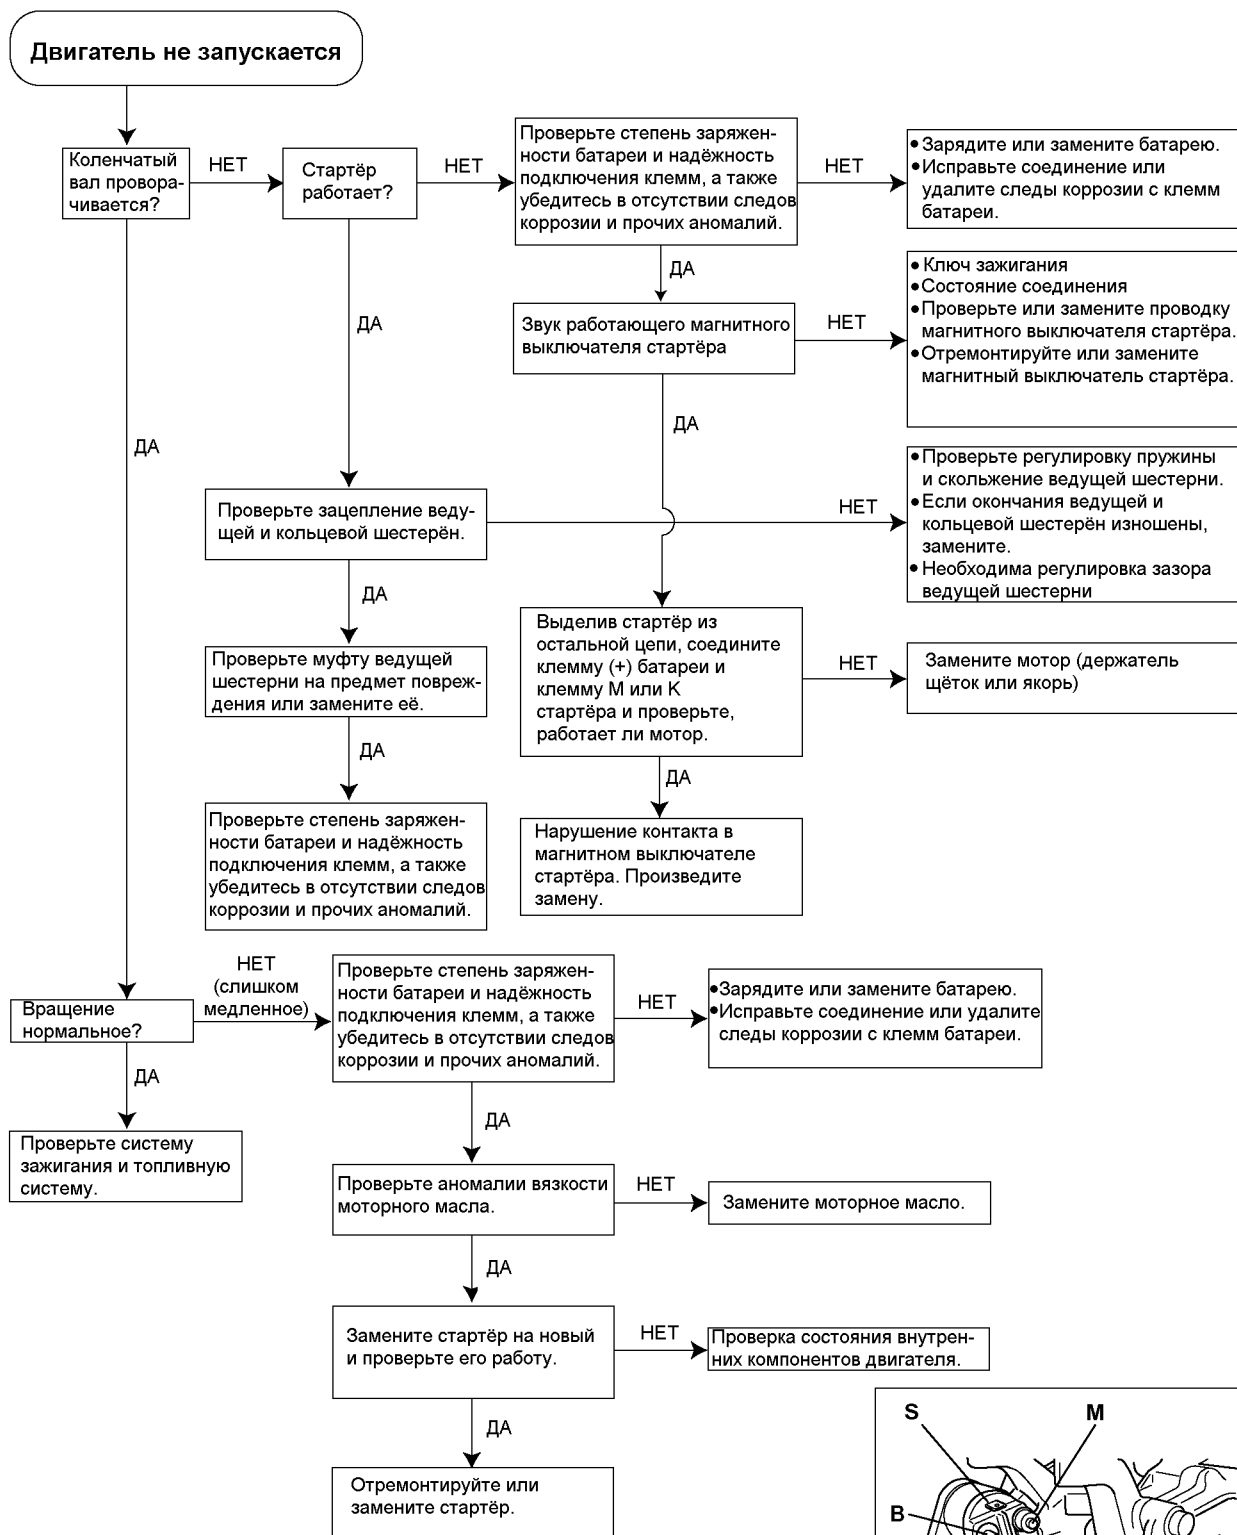 Двигатель не запускается
Коленчатый
вал провора-
чивается?
НЕТ
Стартёр
работает?
НЕТ
Проверьте степень заряжен-
ности батареи и надёжность
подключения клемм, а также
убедитесь в отсутствии следов
коррозии и прочих аномалий.
НЕТ
●Зарядите или замените батарею.
●Исправьте соединение или
удалите следы коррозии с клемм
батареи.
ДА
ДА
Звук работающего магнитного
выключателя стартёра
НЕТ
●Ключ зажигания
●Состояние соединения
●Проверьте или замените проводку
магнитного выключателя стартёра.
●Отремонтируйте или замените
магнитный выключатель стартёра.
ДА
ДА
Проверьте зацепление веду-
щей и кольцевой шестерён.
НЕТ
●Проверьте регулировку пружины
и скольжение ведущей шестерни.
●Если окончания ведущей и
кольцевой шестерён изношены,
замените.
●Необходима регулировка зазора
ведущей шестерни
ДА
Выделив стартёр из
остальной цепи, соедините
клемму (+) батареи и
клемму М или K
стартёра и проверьте,
работает ли мотор.
НЕТ
Замените мотор (держатель
щёток или якорь)
Проверьте муфту ведущей
шестерни на предмет повреж-
дения или замените её.
ДА
ДА
Проверьте степень заряжен-
ности батареи и надёжность
подключения клемм, а также
убедитесь в отсутствии следов
коррозии и прочих аномалий.
Нарушение контакта в
магнитном выключателе
стартёра. Произведите
замену.
Вращение
нормальное?
НЕТ
(слишком
медленное)
Проверьте степень заряжен-
ности батареи и надёжность
подключения клемм, а также
убедитесь в отсутствии следов
коррозии и прочих аномалий.
НЕТ
●Зарядите или замените батарею.
●Исправьте соединение или удалите
следы коррозии с клемм батареи.
ДА
ДА
Проверьте систему
зажигания и топливную
систему.
Проверьте аномалии вязкости
моторного масла.
НЕТ
Замените моторное масло.
ДА
Замените стартёр на новый
и проверьте его работу.
НЕТ
Проверка состояния внутрен-
них компонентов двигателя.
ДА
Отремонтируйте или
замените стартёр.
S
M
B